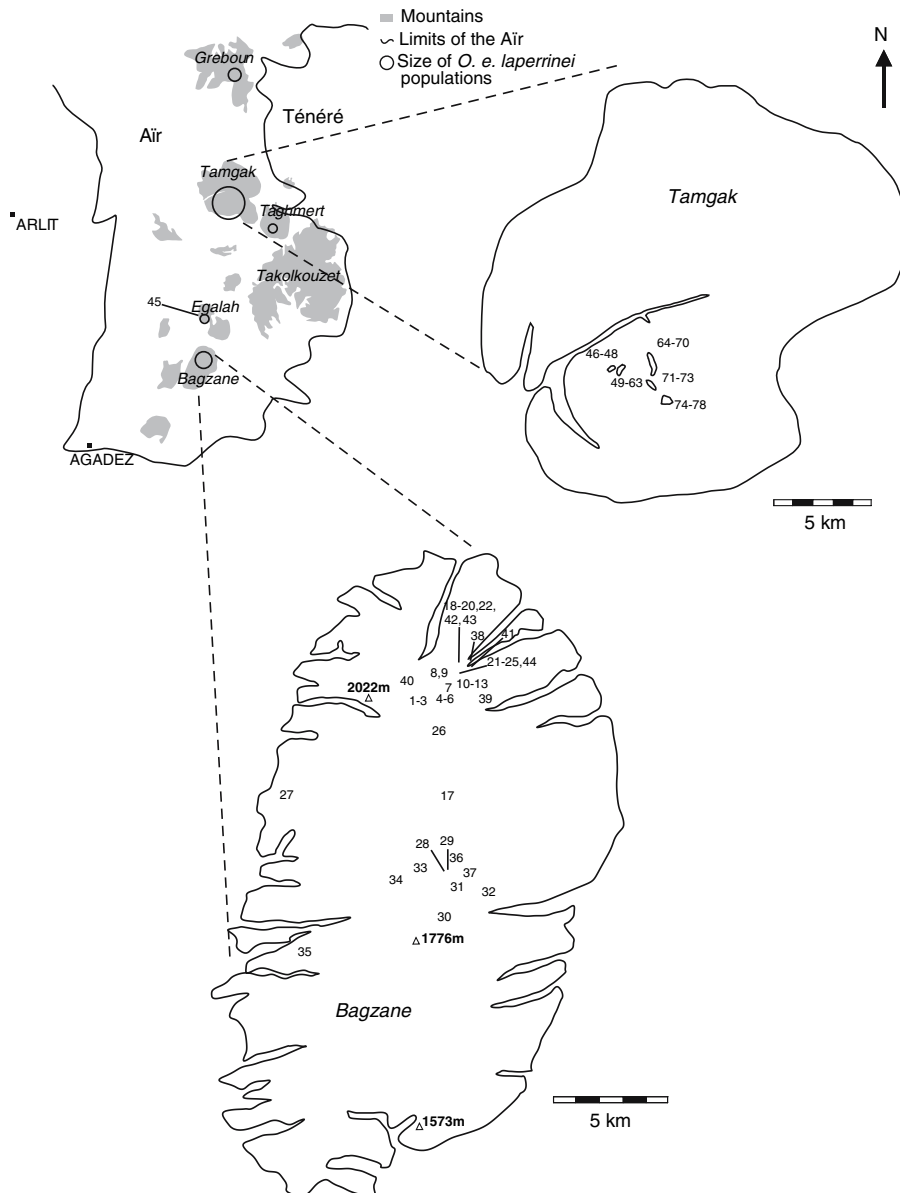 Mountains
Limits of the Aïr
Size of O. e. laperrinei
populations
N
Greboun
Ténéré
Aïr
Tamgak
Taghmert
ARLIT
Takolkouzet
45
Egalah
Bagzane
AGADEZ
Tamgak
46-48
64-70
49-63
71-73
74-78
5 km
18-20,22,
42,43
38
41
21-25,44
8,9
40
7
10-13
2022m
1-3
4-6
39
26
27
17
28
29
36
33
37
34
31
32
30
1776m
35
Bagzane
5 km
1573m